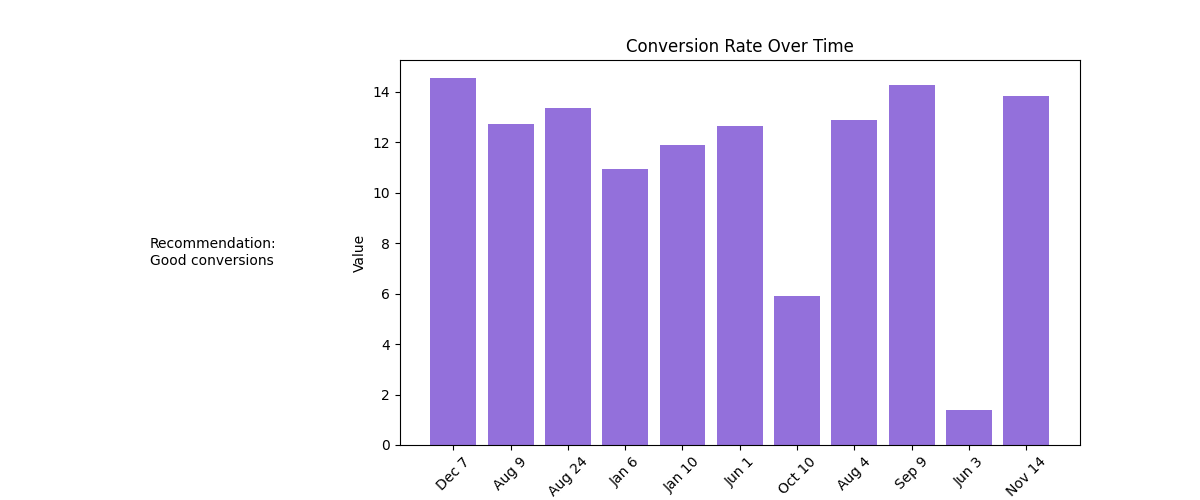 Conversion Rate Over Time
Recommendation:
Good conversions
Value
14
12
10
8
6
4
2
0
Dec 7
Aug 9
Aug 24
Jan 6
Jan 10
Jun 1
Oct 10
Aug 4
Sep 9
Jun 3
Nov 14